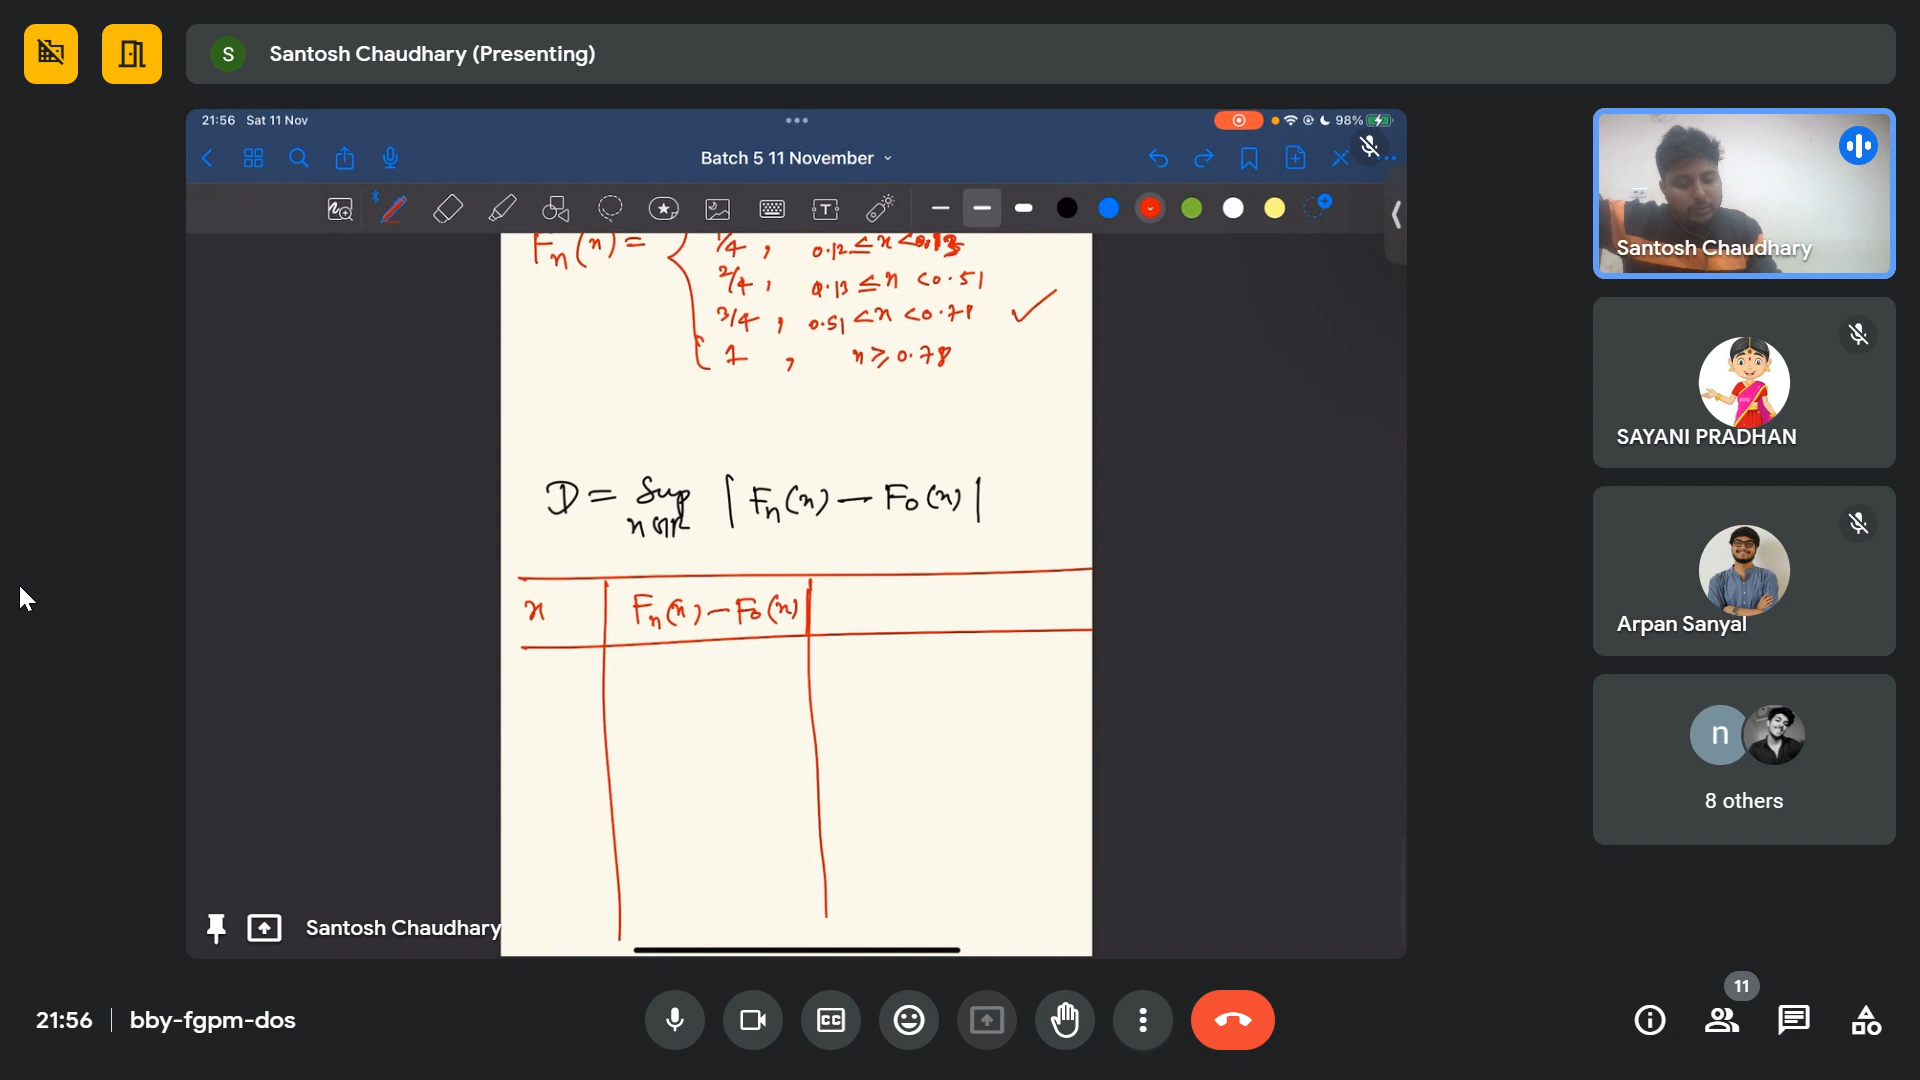 S Santosh Chaudhary (Presenting)
21:56 Sat 11 Nov
98%
Batch 5 11 November
Fn(x) = { 1/4 , 0.12 ≤ x < 0.13
2/4 , 0.13 ≤ x < 0.51
3/4 , 0.51 < x < 0.78
1 , x ≥ 0.78
D = Sup | Fn(x) — F0(x) |
x ∈ R
x Fn(x) — F0(x)
Santosh Chaudhary
Santosh Chaudhary
SAYANI PRADHAN
Arpan Sanyal
n
8 others
21:56 | bby-fgpm-dos
CC
11